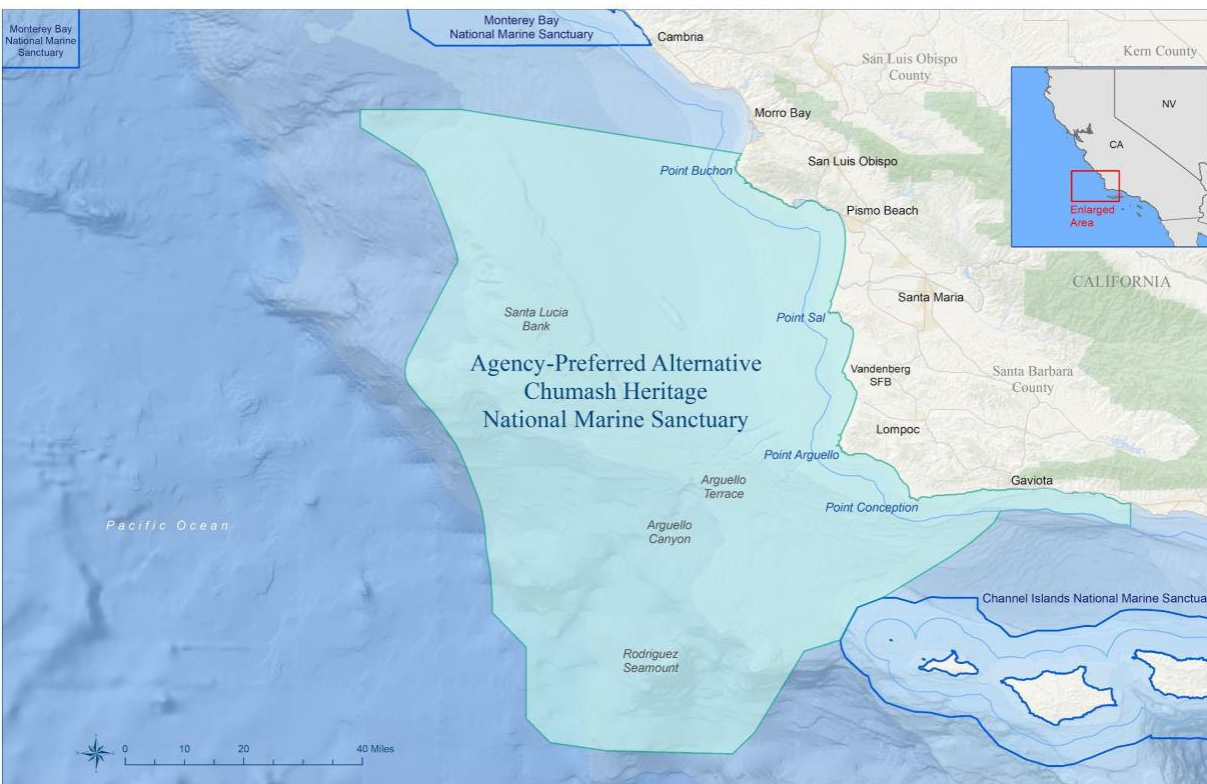 Monterey Bay
National Marine
Sanctuary
Monterey Bay
National Marine Sanctuary
Cambria
San Luis Obispo
County
Kern County
NV
CA
Enlarged
Area
Morro Bay
San Luis Obispo
Point Buchon
Pismo Beach
CALIFORNIA
Santa Maria
Santa Lucia
Bank
Point Sal
Agency-Preferred Alternative
Chumash Heritage
National Marine Sanctuary
Vandenberg
SFB
Santa Barbara
County
Lompoc
Point Arguello
Arguello
Terrace
Gaviota
Point Conception
Pacific Ocean
Arguello
Canyon
Channel Islands National Marine Sanctua
Rodriguez
Seamount
0 10 20 40 Miles